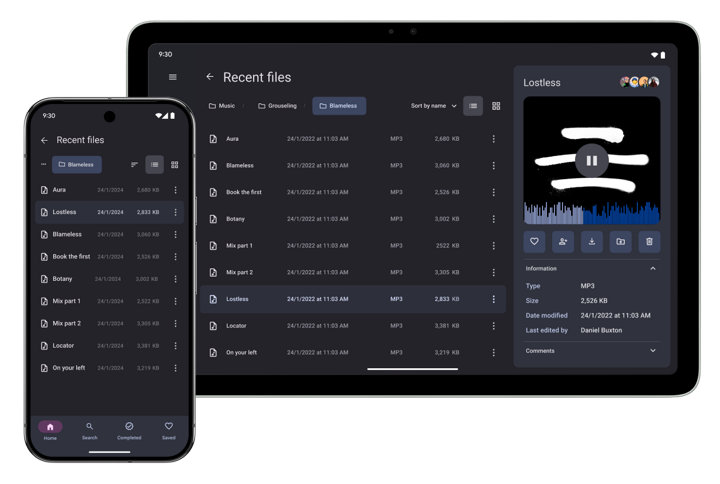 9:30
Recent files
Blameless
Aura 24/1/2024 2,680 KB
Lostless 24/1/2024 2,833 KB
Blameless 24/1/2024 3,060 KB
Book the first 24/1/2024 2,526 KB
Botany 24/1/2024 3,002 KB
Mix part 1 24/1/2024 2,522 KB
Mix part 2 24/1/2024 3,305 KB
Locator 24/1/2024 3,381 KB
On your left 24/1/2024 3,219 KB
Home Search Completed Saved
9:30
Recent files
Music Grouseling Blameless Sort by name
Aura 24/1/2022 at 11:03 AM MP3 2,680 KB
Blameless 24/1/2022 at 11:03 AM MP3 3,060 KB
Book the first 24/1/2022 at 11:03 AM MP3 2,526 KB
Botany 24/1/2022 at 11:03 AM MP3 3,002 KB
Mix part 1 24/1/2022 at 11:03 AM MP3 2522 KB
Mix part 2 24/1/2022 at 11:03 AM MP3 3,305 KB
Lostless 24/1/2022 at 11:03 AM MP3 2,833 KB
Locator 24/1/2022 at 11:03 AM MP3 3,381 KB
On your left 24/1/2022 at 11:03 AM MP3 3,219 KB
Lostless
Information
Type MP3
Size 2,526 KB
Date modified 24/1/2022 at 11:03 AM
Last edited by Daniel Buxton
Comments